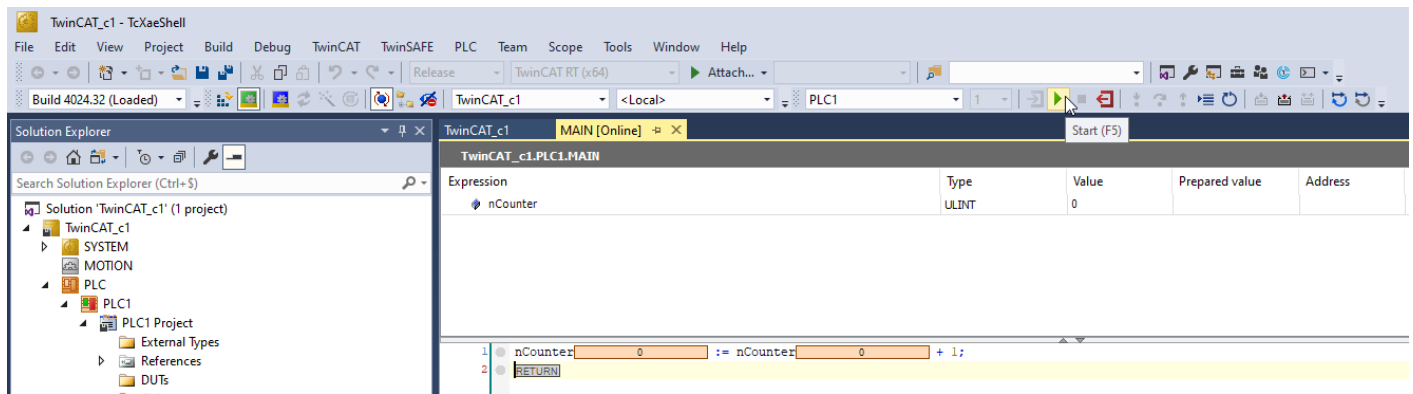 TwinCAT_c1 - TcXaeShell
File Edit View Project Build Debug TwinCAT TwinSAFE PLC Team Scope Tools Window Help
Release TwinCAT RT (x64) Attach...
Build 4024.32 (Loaded) TwinCAT_c1 <Local> PLC1 1
Solution Explorer TwinCAT_c1 MAIN [Online] Start (F5)
TwinCAT_c1.PLC1.MAIN
Search Solution Explorer (Ctrl+$) Expression Type Value Prepared value Address
nCounter ULINT 0
Solution 'TwinCAT_c1' (1 project)
TwinCAT_c1
SYSTEM
MOTION
PLC
PLC1
PLC1 Project
External Types
References
DUTs
1 nCounter 0 := nCounter 0 + 1;
2 RETURN